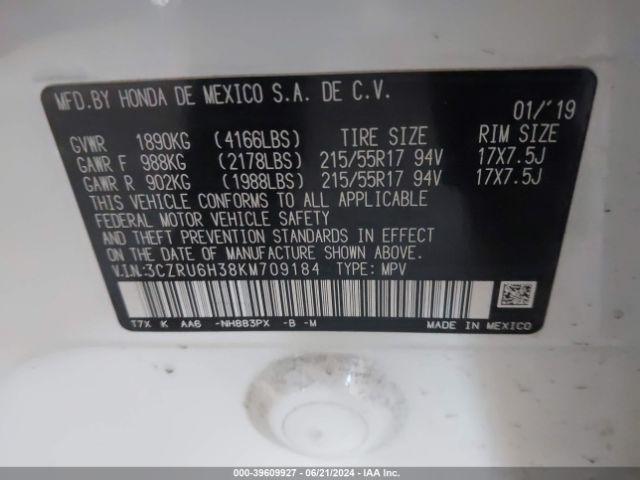 MFD.BY HONDA DE MEXICO S.A. DE C.V.
01/'19
GVWR 1890KG (4166LBS) TIRE SIZE RIM SIZE
GAWR F 988KG (2178LBS) 215/55R17 94V 17X7.5J
GAWR R 902KG (1988LBS) 215/55R17 94V 17X7.5J
THIS VEHICLE CONFORMS TO ALL APPLICABLE
FEDERAL MOTOR VEHICLE SAFETY
AND THEFT PREVENTION STANDARDS IN EFFECT
ON THE DATE OF MANUFACTURE SHOWN ABOVE.
V.I.N:3CZRU6H38KM709184 TYPE: MPV
T7X K AA6 -NH883PX -B -M
MADE IN MEXICO
000-39609927 - 06/21/2024 - IAA Inc.